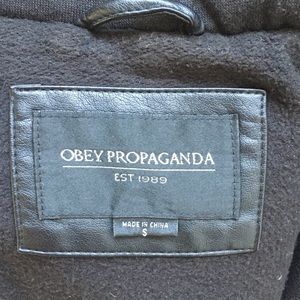 OBEY PROPAGANDA
EST 1989
MADE IN CHINA
S